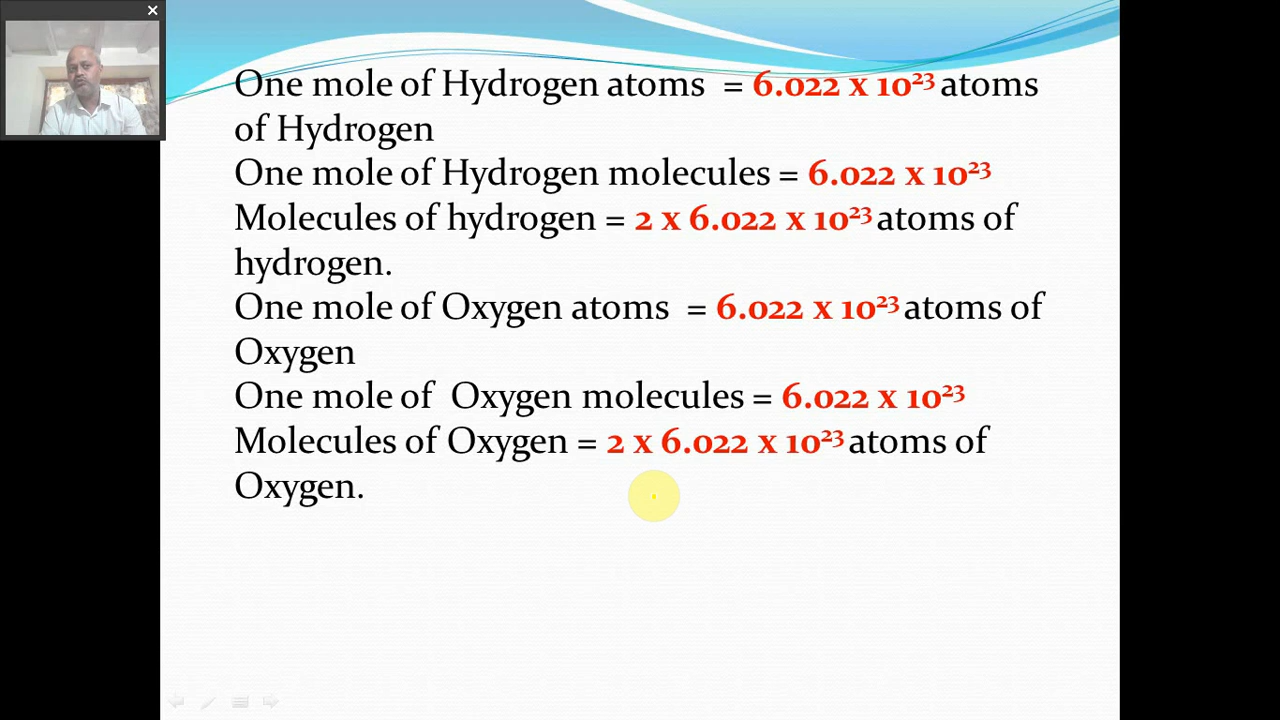 One mole of Hydrogen atoms = 6.022 x 10²³ atoms
of Hydrogen
One mole of Hydrogen molecules = 6.022 x 10²³
Molecules of hydrogen = 2 x 6.022 x 10²³ atoms of
hydrogen.
One mole of Oxygen atoms = 6.022 x 10²³ atoms of
Oxygen
One mole of Oxygen molecules = 6.022 x 10²³
Molecules of Oxygen = 2 x 6.022 x 10²³ atoms of
Oxygen.